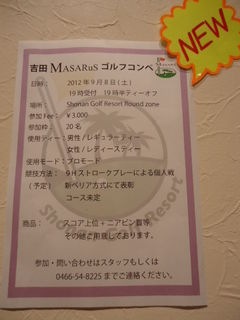 NEW
吉田 MASARuS ゴルフコンペ
日時: 2012年9月8日(土)
19時受付 19時半ティーオフ
場所: Shonan Golf Resort Round zone
参加Fee: ¥3,000
参加枠: 20名
使用ティー: 男性/レギュラーティー
女性/レディースティー
使用モード: プロモード
競技方法: 9Hストロークプレーによる個人戦
(予定) 新ペリア方式にて表彰
コース未定
商品: スコア上位+ニアピン賞等
その他ご用意しております。
参加・問い合わせはスタッフもしくは
0466-54-8225までご連絡ください。